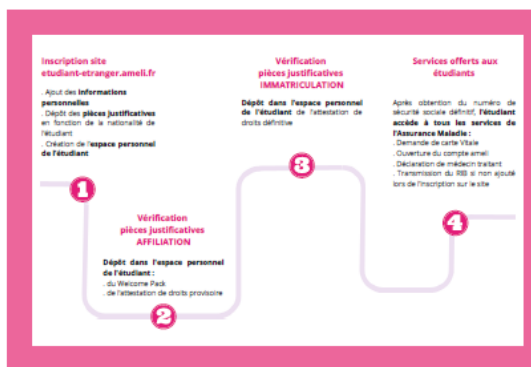 Inscription site
etudiant-etranger.ameli.fr
. Ajout des informations
personnelles
. Dépôt des pièces justificatives
en fonction de la nationalité de
l'étudiant
. Création de l'espace personnel
de l'étudiant
1
Vérification
pièces justificatives
AFFILIATION
Dépôt dans l'espace personnel
de l'étudiant :
. du Welcome Pack
. de l'attestation de droits provisoire
2
Vérification
pièces justificatives
IMMATRICULATION
Dépôt dans l'espace personnel
de l'étudiant de l'attestation de
droits définitive
3
Services offerts aux
étudiants
Après obtention du numéro de
sécurité sociale définitif, l'étudiant
accède à tous les services de
l'Assurance Maladie :
. Demande de carte Vitale
. Ouverture du compte ameli
. Déclaration de médecin traitant
. Transmission du RIB si non ajouté
lors de l'inscription sur le site
4